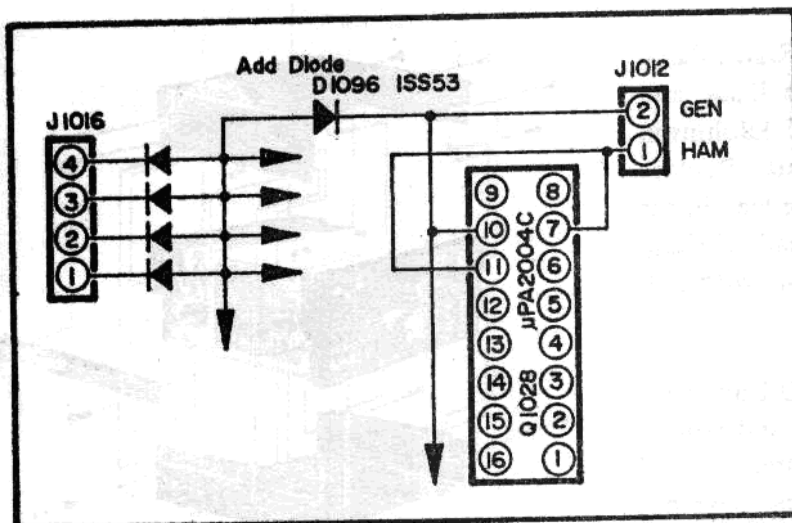 Add Diode
D1096 1SS53
J1012
2 GEN
1 HAM
J1016
4
3
2
1
9 8
10 7
11 6
12 5
13 4
14 3
15 2
16 1
μPA2004C
Q1028